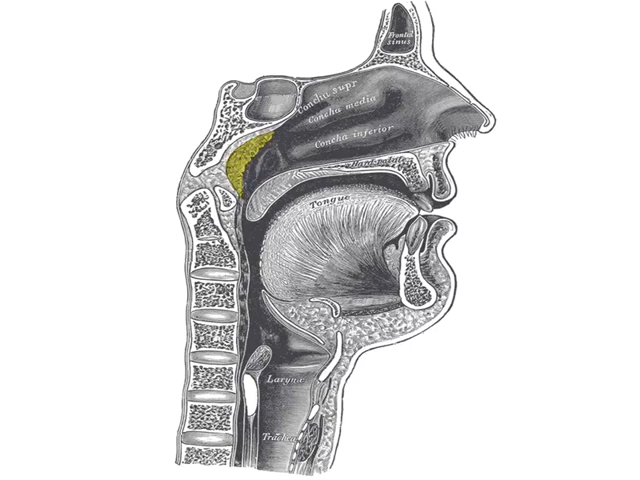 Frontal
sinus
Concha supr
Concha media
Concha inferior
Hard palate
Tongue
Larynx
Trachea